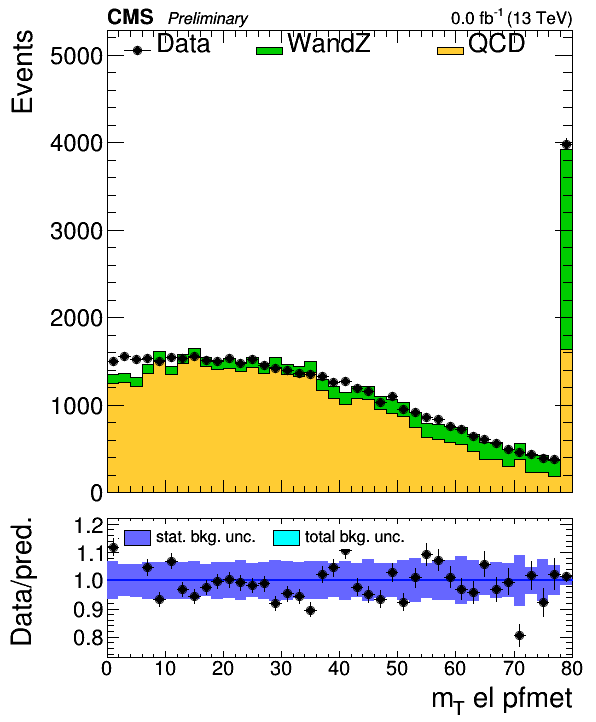 CMS Preliminary 0.0 fb⁻¹ (13 TeV)
Data WandZ QCD
Events
5000
4000
3000
2000
1000
0
Data/pred.
stat. bkg. unc. total bkg. unc.
1.2
1.1
1.0
0.9
0.8
0 10 20 30 40 50 60 70 80
m_T el pfmet